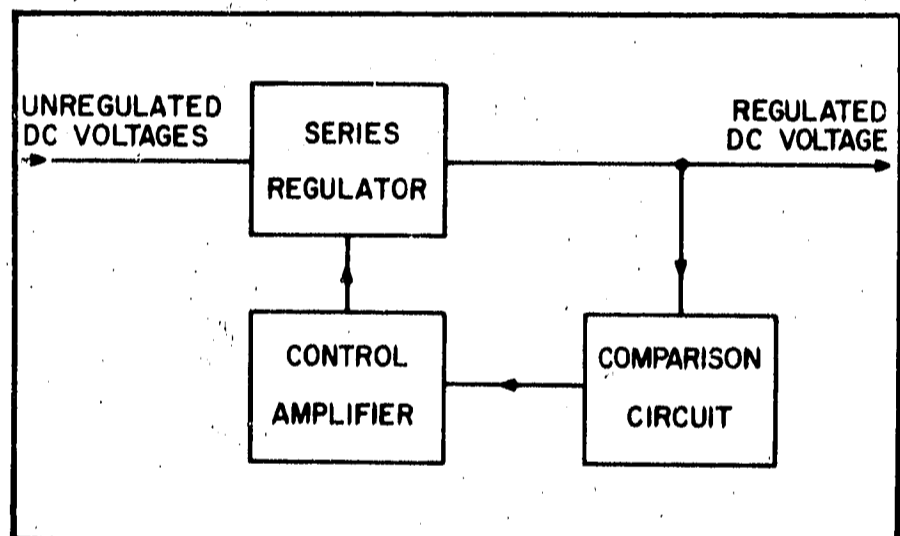 UNREGULATED
DC VOLTAGES
SERIES
REGULATOR
REGULATED
DC VOLTAGE
CONTROL
AMPLIFIER
COMPARISON
CIRCUIT